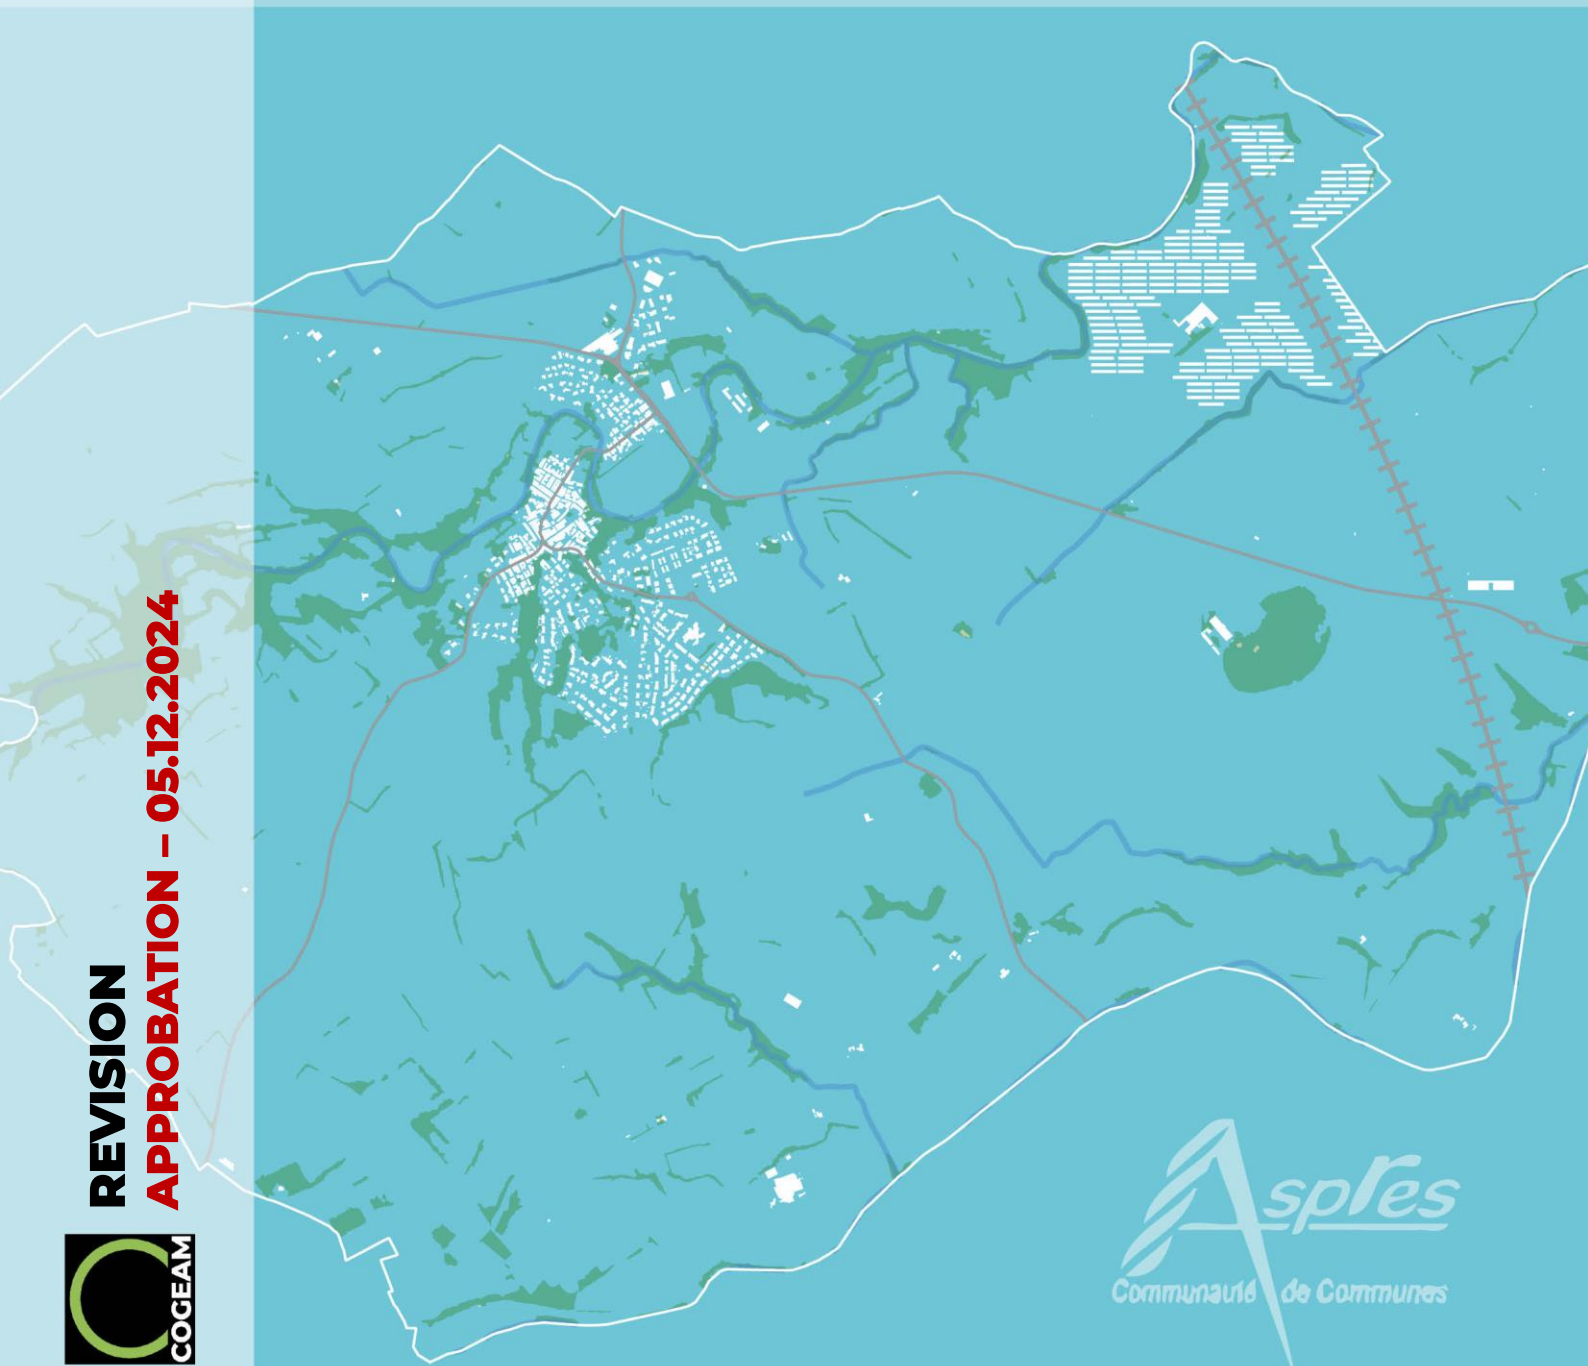 REVISION
APPROBATION – 05.12.2024
COGEAM
Aspres
Communauté de Communes